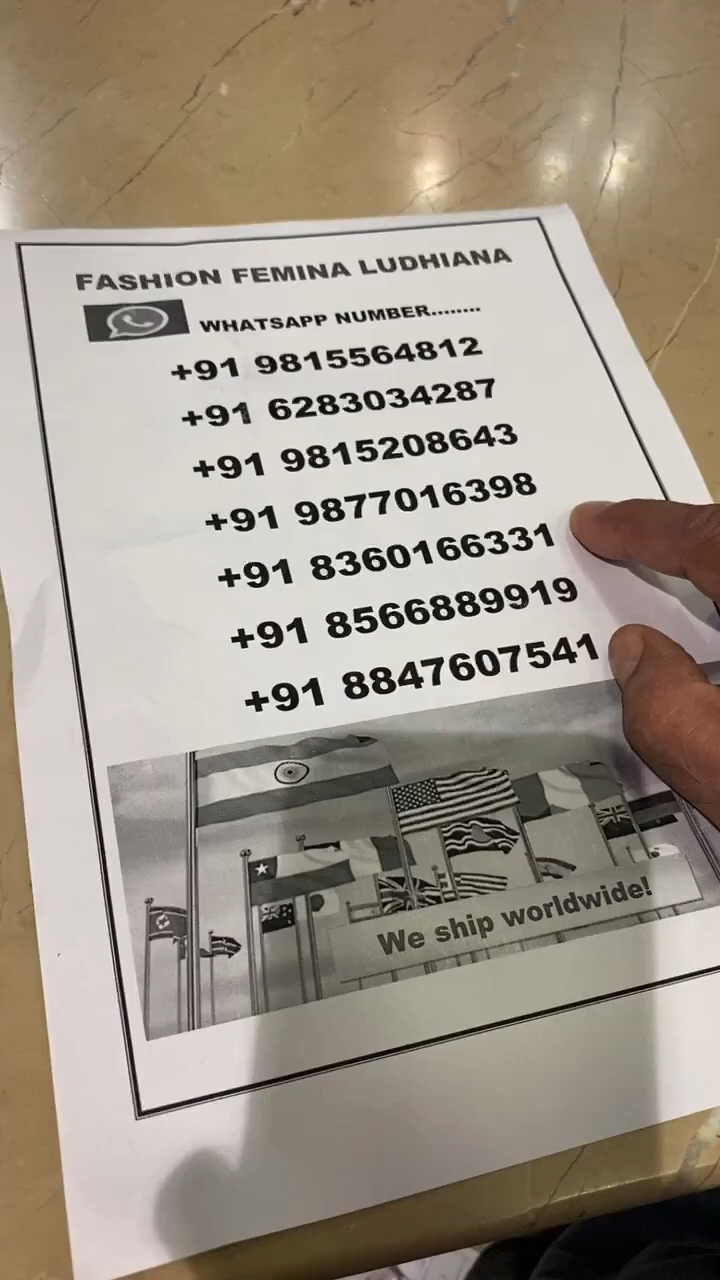 FASHION FEMINA LUDHIANA
WHATSAPP NUMBER........
+91 9815564812
+91 6283034287
+91 9815208643
+91 9877016398
+91 8360166331
+91 8566889919
+91 8847607541
We ship worldwide!